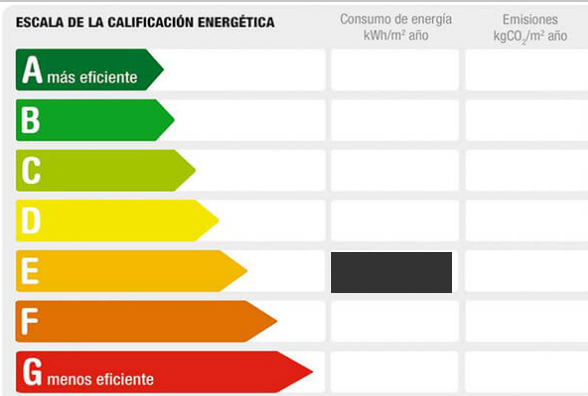 ESCALA DE LA CALIFICACIÓN ENERGÉTICA
Consumo de energía
kWh/m² año
Emisiones
kgCO₂/m² año
A más eficiente
B
C
D
E
F
G menos eficiente